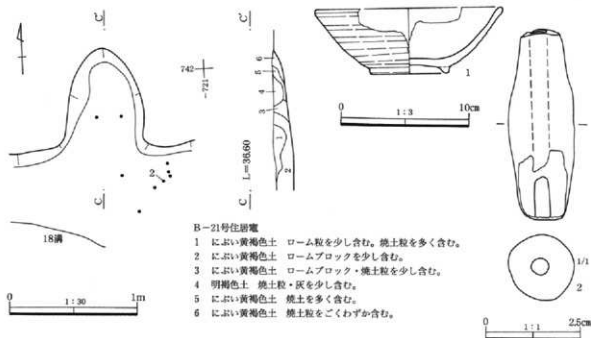 C
742
-721
2
C
18溝
0 1:30 1m
C'
6
5
4
3
1
2
L=36.60
C'
1
0 1:3 10cm
B-21号住居竈
1 にぶい黄褐色土 ローム粒を少し含む。焼土粒を多く含む。
2 にぶい黄褐色土 ロームブロックを少し含む。
3 にぶい黄褐色土 ロームブロック・焼土粒を少し含む。
4 明褐色土 焼土粒・灰を少し含む。
5 にぶい黄褐色土 焼土を多く含む。
6 にぶい黄褐色土 焼土粒をごくわずか含む。
1/1
2
0 1:1 2.5cm